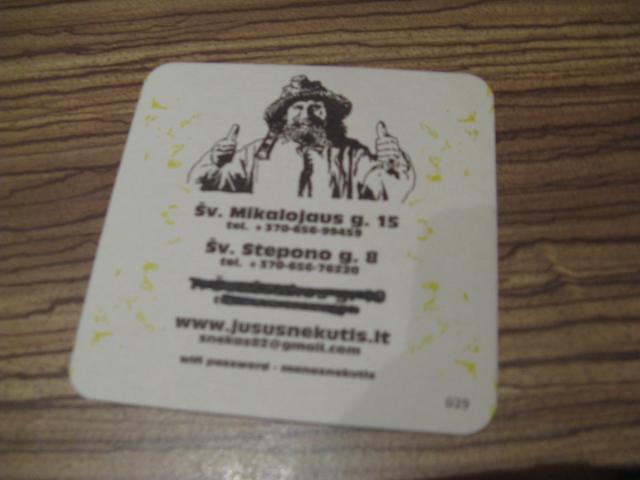 Šv. Mikalojaus g. 15
tel. +370-656-99459
Šv. Stepono g. 8
tel. +370-656-76220
www.jususnekutis.lt
snekas82@gmail.com
wifi password - manosnekutis
029